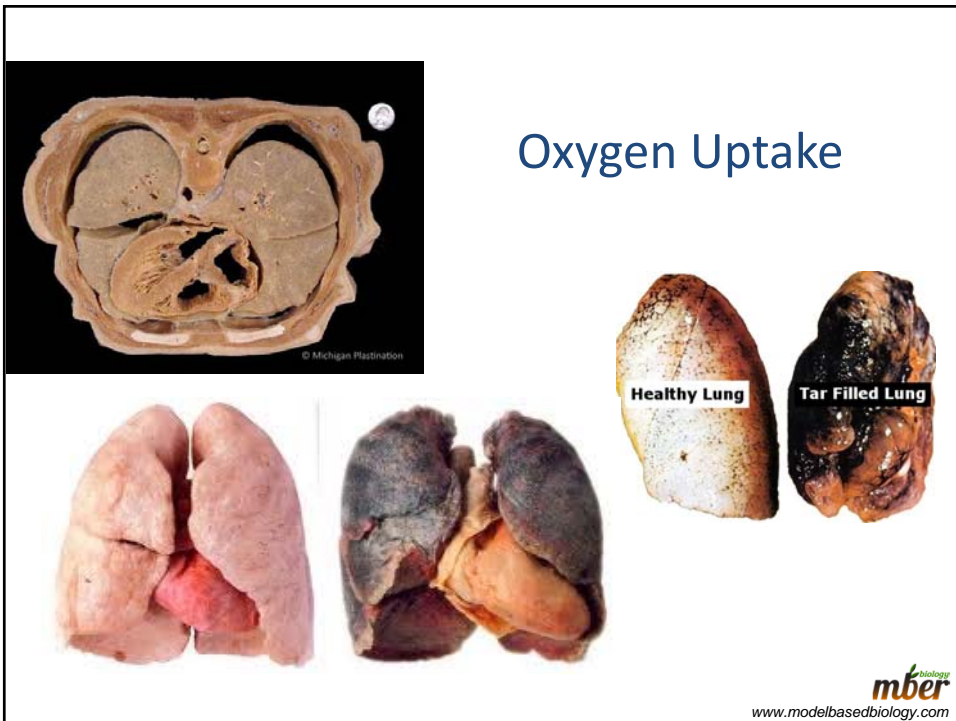 Oxygen Uptake
© Michigan Plastination
Healthy Lung
Tar Filled Lung
biology
mber
www.modelbasedbiology.com